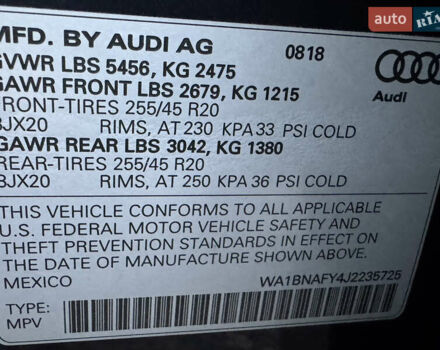 auto RIA
MFD. BY AUDI AG 0818
GVWR LBS 5456, KG 2475
GAWR FRONT LBS 2679, KG 1215
FRONT-TIRES 255/45 R20
8JX20 RIMS, AT 230 KPA 33 PSI COLD
GAWR REAR LBS 3042, KG 1380
REAR-TIRES 255/45 R20
8JX20 RIMS, AT 250 KPA 36 PSI COLD
Audi
THIS VEHICLE CONFORMS TO ALL APPLICABLE
U.S. FEDERAL MOTOR VEHICLE SAFETY AND
THEFT PREVENTION STANDARDS IN EFFECT ON
THE DATE OF MANUFACTURE SHOWN ABOVE.
MEXICO WA1BNAFY4J2235725
TYPE:
MPV